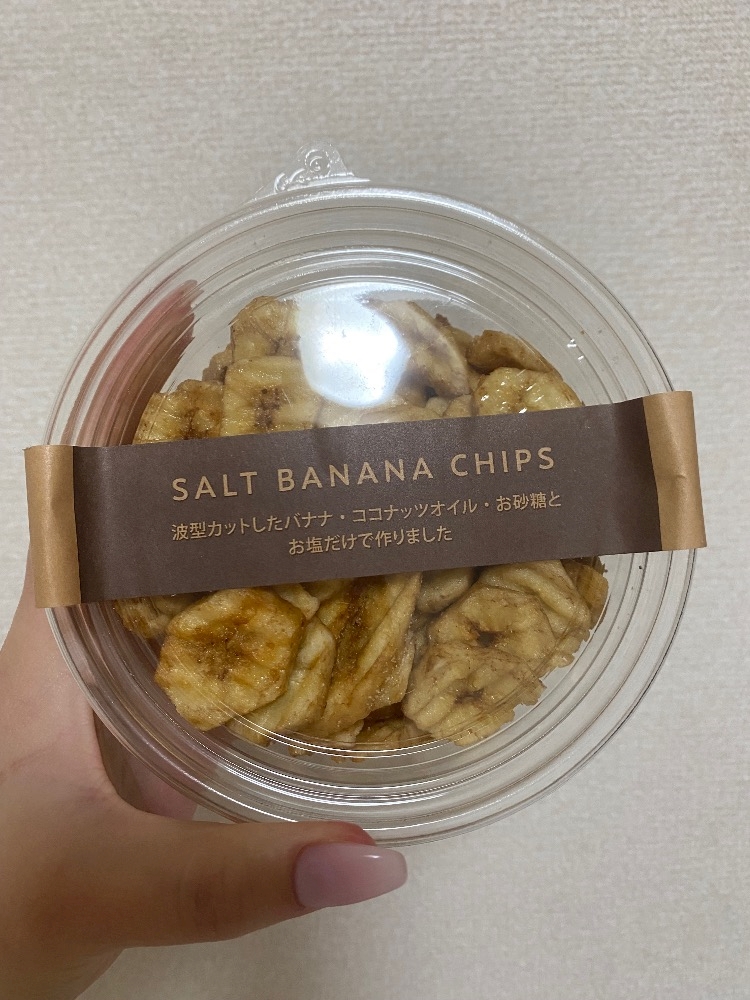 SALT BANANA CHIPS
波型カットしたバナナ・ココナッツオイル・お砂糖と
お塩だけで作りました